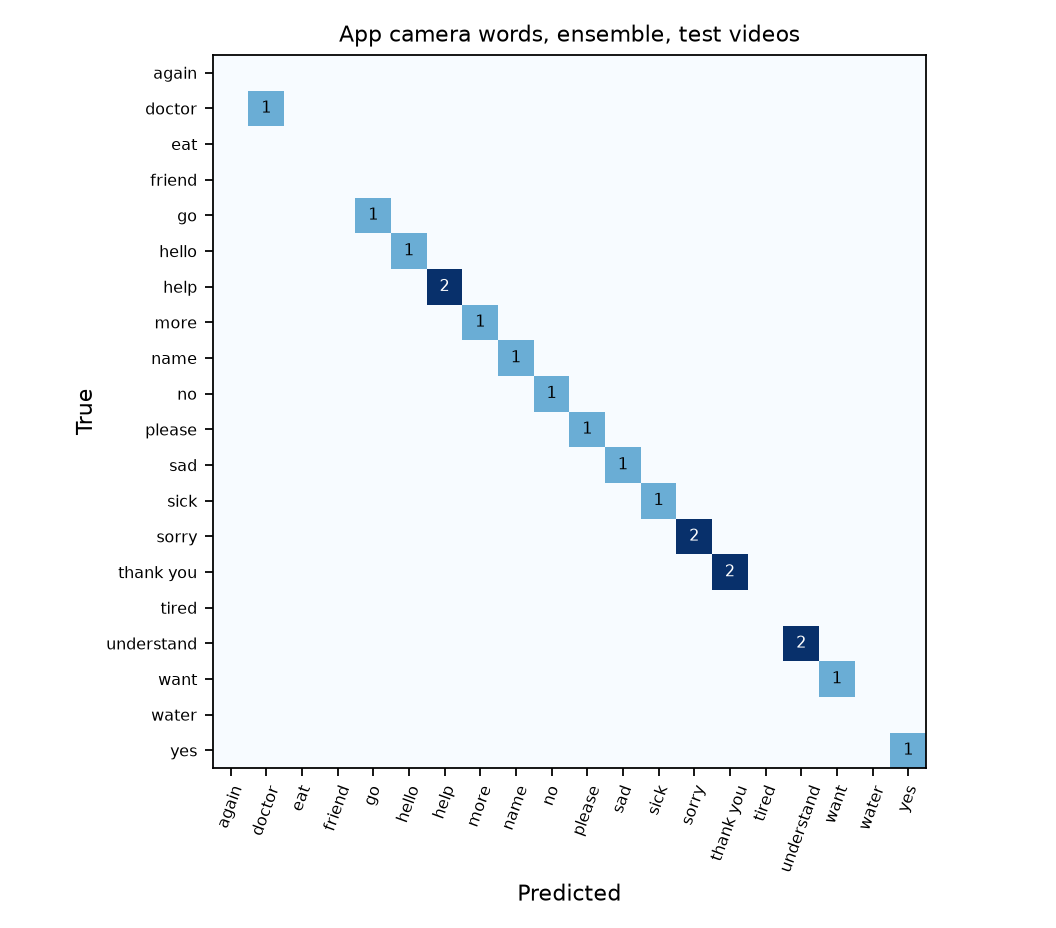 App camera words, ensemble, test videos
again
doctor 1
eat
friend
go 1
hello 1
help 2
more 1
name 1
no 1
please 1
sad 1
sick 1
sorry 2
thank you 2
tired
understand 2
want 1
water
yes 1
True
again doctor eat friend go hello help more name no please sad sick sorry thank you tired understand want water yes
Predicted